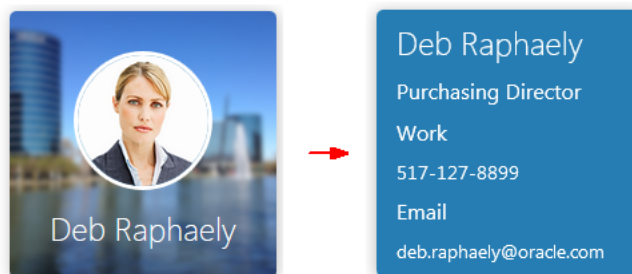 Deb Raphaely
Deb Raphaely
Purchasing Director
Work
517-127-8899
Email
deb.raphaely@oracle.com